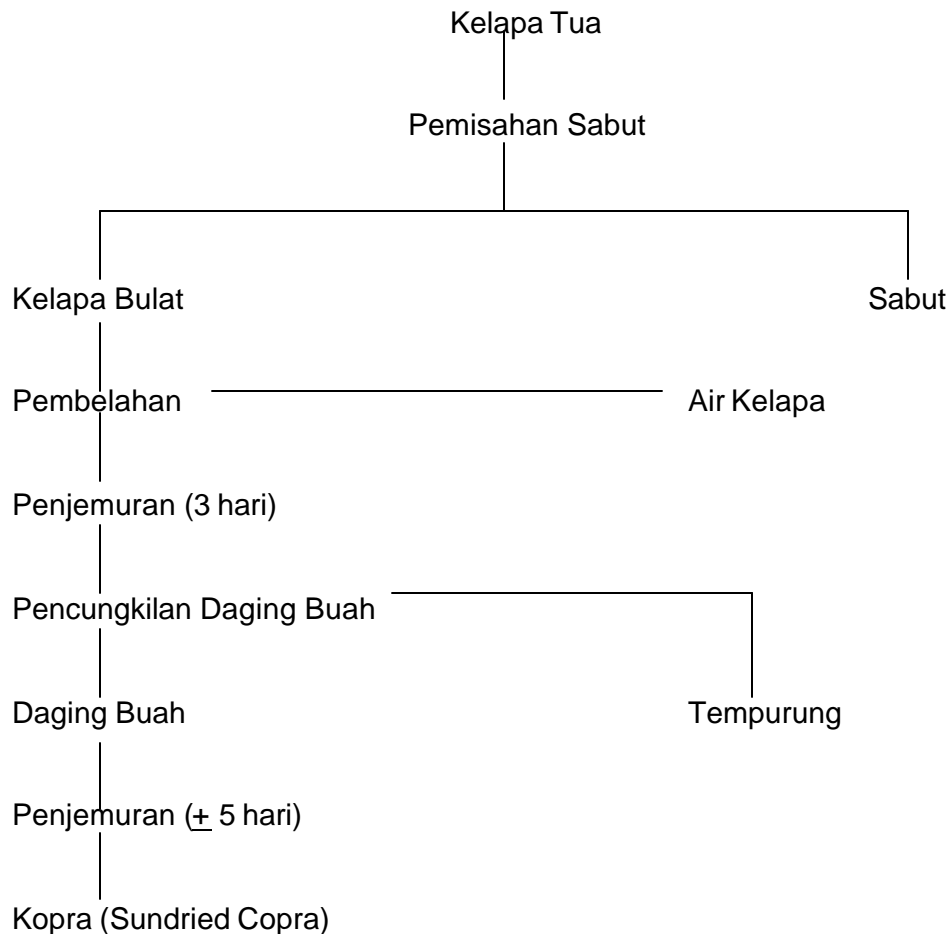 Kelapa Tua
Pemisahan Sabut
Kelapa Bulat
Sabut
Pembelahan
Air Kelapa
Penjemuran (3 hari)
Pencungkilan Daging Buah
Daging Buah
Tempurung
Penjemuran (± 5 hari)
Kopra (Sundried Copra)